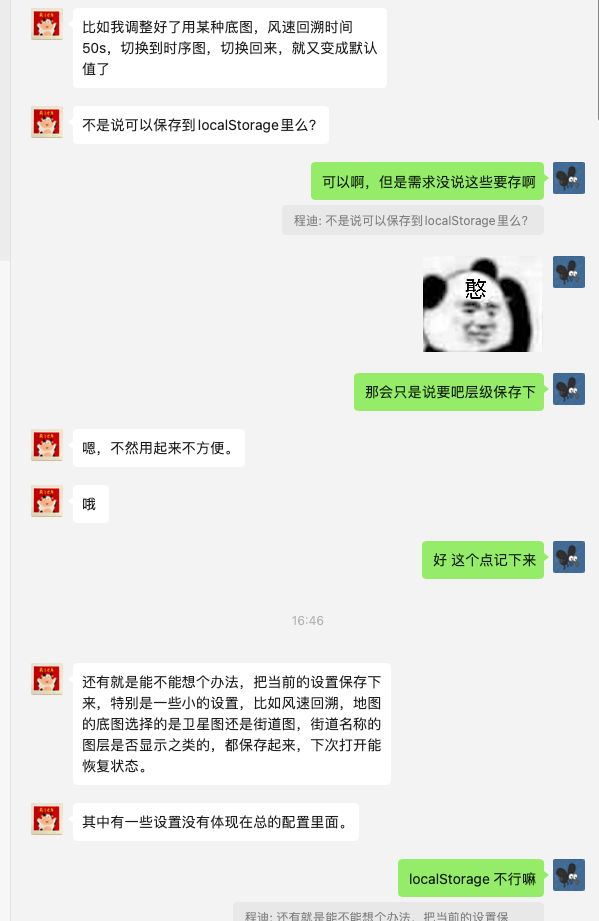 比如我调整好了用某种底图，风速回溯时间
50s，切换到时序图，切换回来，就又变成默认
值了
不是说可以保存到localStorage里么？
可以啊，但是需求没说这些要存啊
程迪: 不是说可以保存到localStorage里么？
憨
那会只是说要吧层级保存下
嗯，不然用起来不方便。
哦
好 这个点记下来
16:46
还有就是能不能想个办法，把当前的设置保存下
来，特别是一些小的设置，比如风速回溯，地图
的底图选择的是卫星图还是街道图，街道名称的
图层是否显示之类的，都保存起来，下次打开能
恢复状态。
其中有一些设置没有体现在总的配置里面。
localStorage 不行嘛
程迪: 还有就是能不能想个办法，把当前的设置保